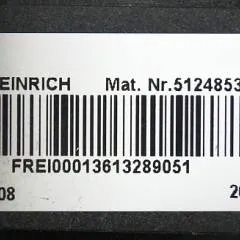 EINRICH Mat. Nr.5124853
FREI00013613289051
08 20